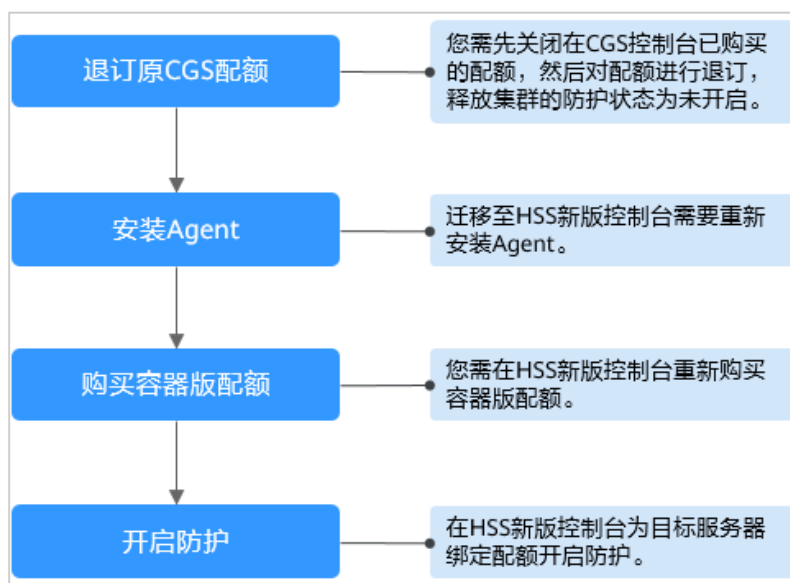 退订原CGS配额
您需先关闭在CGS控制台已购买
的配额，然后对配额进行退订，
释放集群的防护状态为未开启。
安装Agent
迁移至HSS新版控制台需要重新
安装Agent。
购买容器版配额
您需在HSS新版控制台重新购买
容器版配额。
开启防护
在HSS新版控制台为目标服务器
绑定配额开启防护。